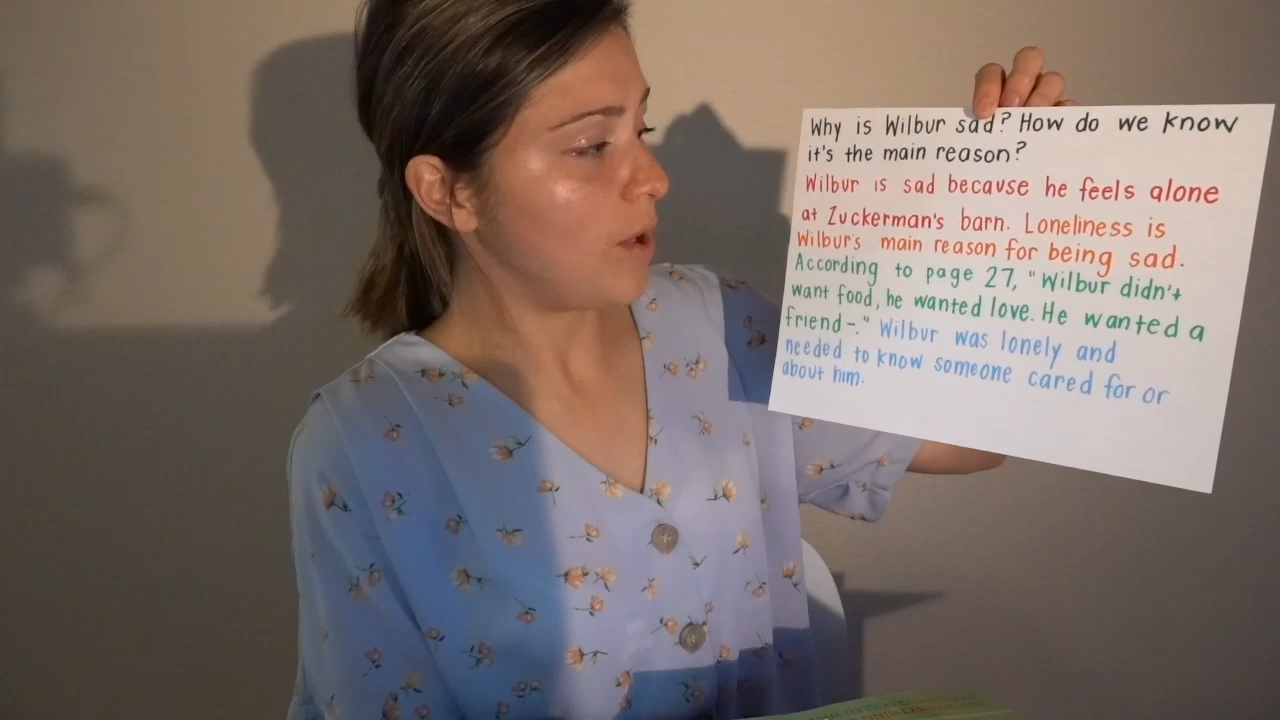 Why is Wilbur sad? How do we know
it's the main reason?
Wilbur is sad because he feels alone
at Zuckerman's barn. Loneliness is
Wilbur's main reason for being sad.
According to page 27, "Wilbur didn't
want food, he wanted love. He wanted a
friend-." Wilbur was lonely and
needed to know someone cared for or
about him.